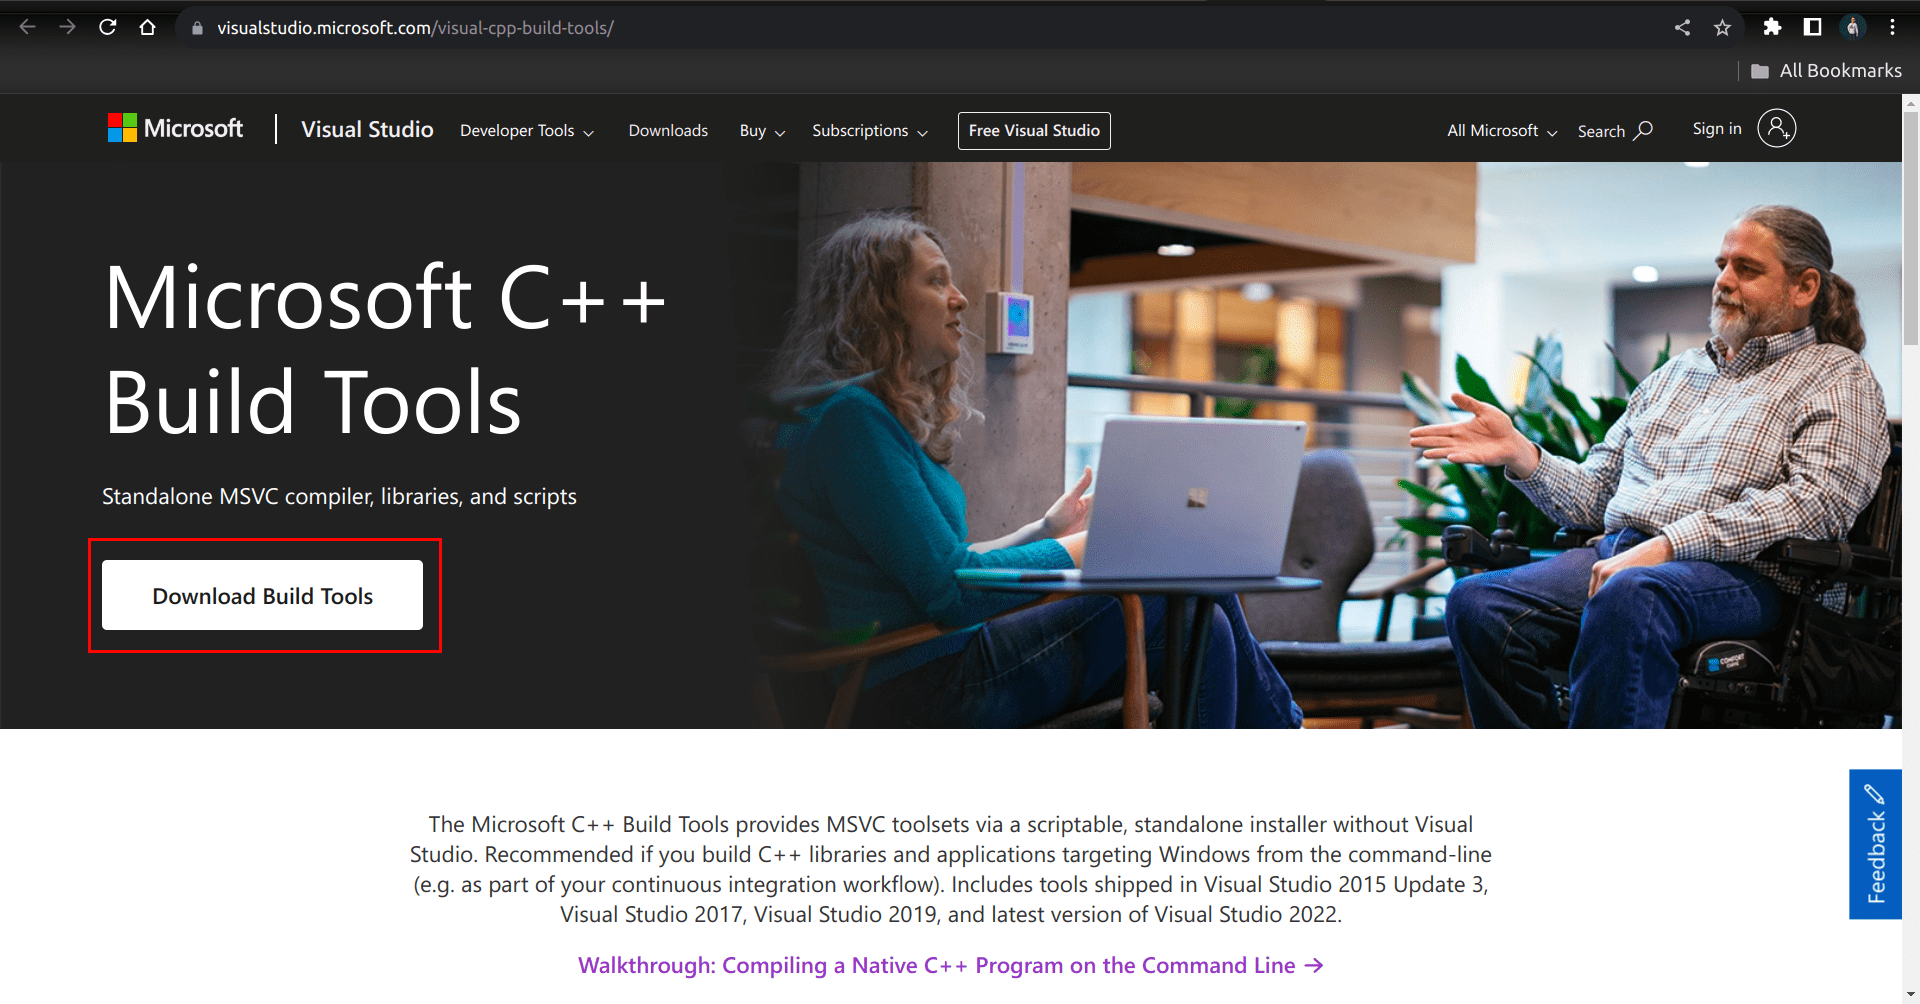 visualstudio.microsoft.com/visual-cpp-build-tools/
All Bookmarks
Microsoft
Visual Studio
Developer Tools
Downloads
Buy
Subscriptions
Free Visual Studio
All Microsoft
Search
Sign in
Microsoft C++
Build Tools
Standalone MSVC compiler, libraries, and scripts
Download Build Tools
COMFORT
The Microsoft C++ Build Tools provides MSVC toolsets via a scriptable, standalone installer without Visual
Studio. Recommended if you build C++ libraries and applications targeting Windows from the command-line
(e.g. as part of your continuous integration workflow). Includes tools shipped in Visual Studio 2015 Update 3,
Visual Studio 2017, Visual Studio 2019, and latest version of Visual Studio 2022.
Walkthrough: Compiling a Native C++ Program on the Command Line →
Feedback